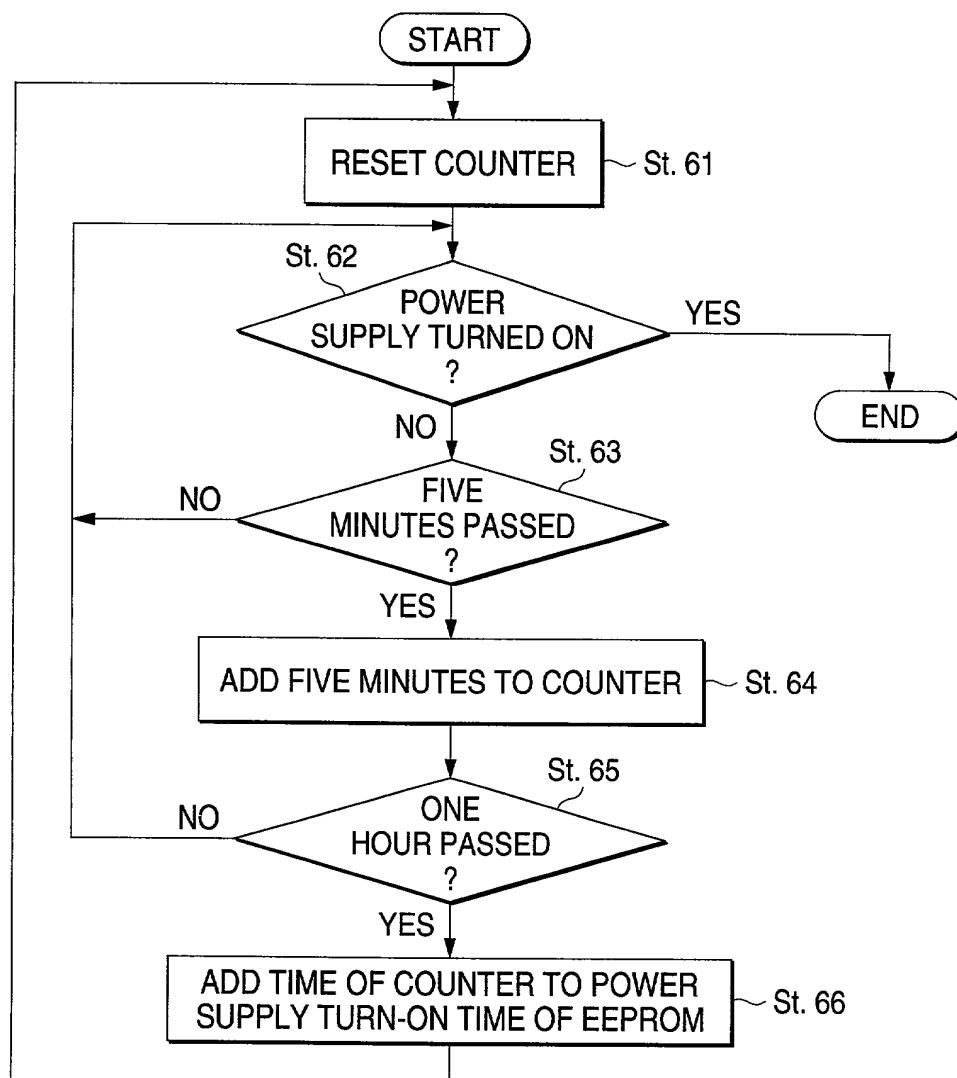 START
RESET COUNTER
St. 61
St. 62
POWER
SUPPLY TURNED ON
?
YES
END
NO
St. 63
FIVE
MINUTES PASSED
?
NO
YES
ADD FIVE MINUTES TO COUNTER
St. 64
St. 65
ONE
HOUR PASSED
?
NO
YES
ADD TIME OF COUNTER TO POWER
SUPPLY TURN-ON TIME OF EEPROM
St. 66